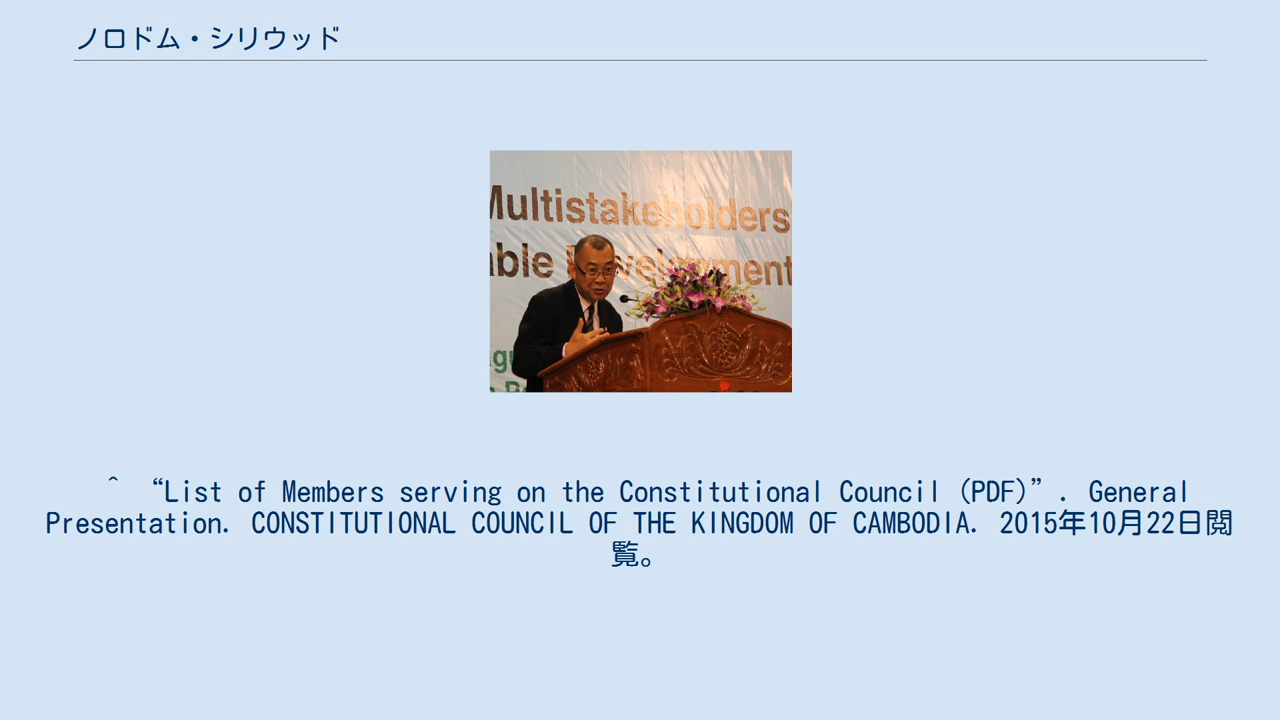 ノロドム・シリウッド
Multistakeholders
able Development
^ “List of Members serving on the Constitutional Council (PDF)”. General
Presentation. CONSTITUTIONAL COUNCIL OF THE KINGDOM OF CAMBODIA. 2015年10月22日閲
覧。